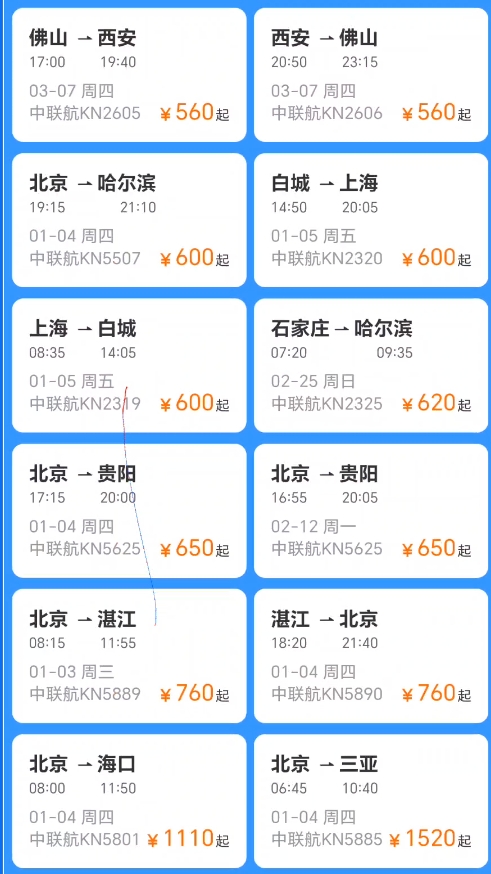 佛山 ⇀ 西安
17:00 19:40
03-07 周四
中联航KN2605 ¥560起
西安 ⇀ 佛山
20:50 23:15
03-07 周四
中联航KN2606 ¥560起
北京 ⇀ 哈尔滨
19:15 21:10
01-04 周四
中联航KN5507 ¥600起
白城 ⇀ 上海
14:50 20:05
01-05 周五
中联航KN2320 ¥600起
上海 ⇀ 白城
08:35 14:05
01-05 周五
中联航KN2319 ¥600起
石家庄 ⇀ 哈尔滨
07:20 09:35
02-25 周日
中联航KN2325 ¥620起
北京 ⇀ 贵阳
17:15 20:00
01-04 周四
中联航KN5625 ¥650起
北京 ⇀ 贵阳
16:55 20:05
02-12 周一
中联航KN5625 ¥650起
北京 ⇀ 湛江
08:15 11:55
01-03 周三
中联航KN5889 ¥760起
湛江 ⇀ 北京
18:20 21:40
01-04 周四
中联航KN5890 ¥760起
北京 ⇀ 海口
08:00 11:50
01-04 周四
中联航KN5801 ¥1110起
北京 ⇀ 三亚
06:45 10:40
01-04 周四
中联航KN5885 ¥1520起